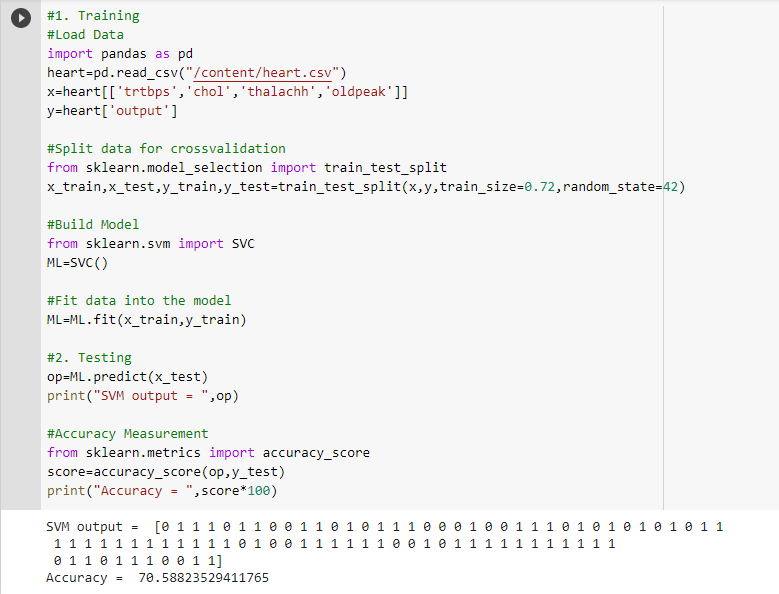 #1. Training
#Load Data
import pandas as pd
heart=pd.read_csv("/content/heart.csv")
x=heart[['trtbps','chol','thalachh','oldpeak']]
y=heart['output']
#Split data for crossvalidation
from sklearn.model_selection import train_test_split
x_train,x_test,y_train,y_test=train_test_split(x,y,train_size=0.72,random_state=42)
#Build Model
from sklearn.svm import SVC
ML=SVC()
#Fit data into the model
ML=ML.fit(x_train,y_train)
#2. Testing
op=ML.predict(x_test)
print("SVM output = ",op)
#Accuracy Measurement
from sklearn.metrics import accuracy_score
score=accuracy_score(op,y_test)
print("Accuracy = ",score*100)
SVM output =  [0 1 1 1 0 1 1 0 0 1 1 0 1 0 1 1 1 0 0 0 1 0 0 1 1 1 0 1 0 1 0 1 0 1 0 1 1
 1 1 1 1 1 1 1 1 1 1 1 1 0 1 0 0 1 1 1 1 1 1 0 0 1 0 1 1 1 1 1 1 1 1 1 1 1
 0 1 1 0 1 1 1 0 0 1 1]
Accuracy =  70.58823529411765